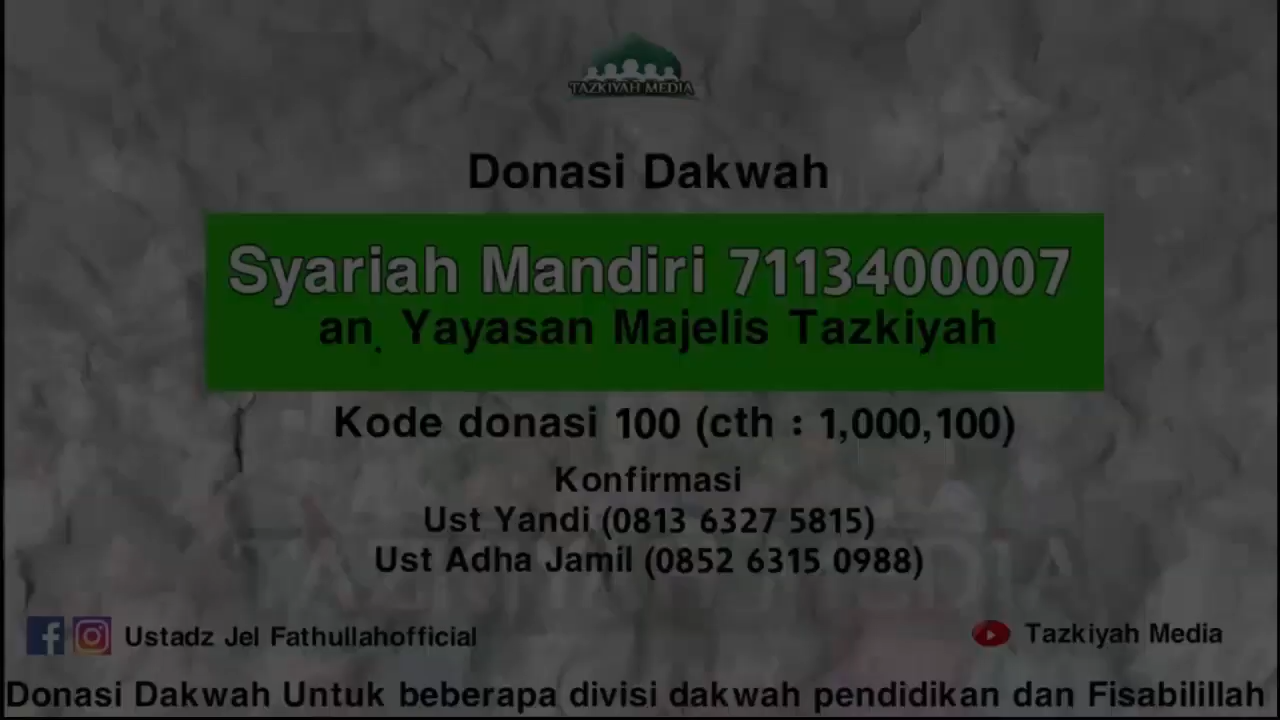 TAZKIYAH MEDIA
Donasi Dakwah
Syariah Mandiri 7113400007
an. Yayasan Majelis Tazkiyah
Kode donasi 100 (cth : 1,000,100)
Konfirmasi
Ust Yandi (0813 6327 5815)
Ust Adha Jamil (0852 6315 0988)
TAZKIYAH MEDIA
Ustadz Jel Fathullahofficial
Tazkiyah Media
Donasi Dakwah Untuk beberapa divisi dakwah pendidikan dan Fisabilillah